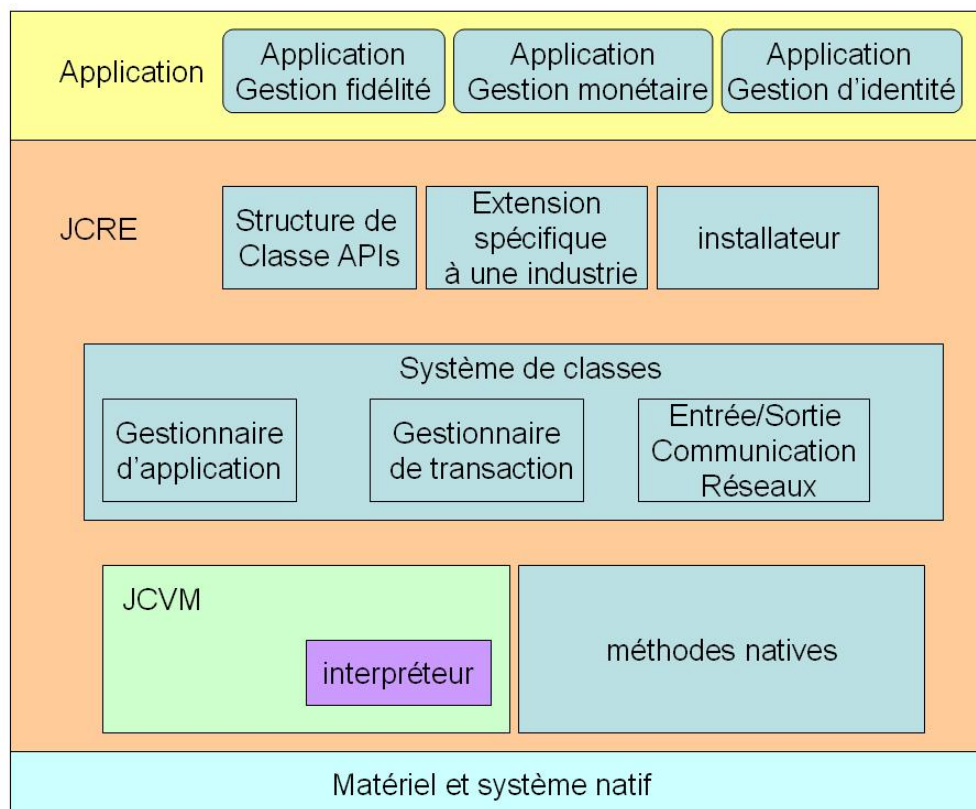 Application
Application
Gestion fidélité
Application
Gestion monétaire
Application
Gestion d'identité
JCRE
Structure de
Classe APIs
Extension
spécifique
à une industrie
installateur
Système de classes
Gestionnaire
d'application
Gestionnaire
de transaction
Entrée/Sortie
Communication
Réseaux
JCVM
interpréteur
méthodes natives
Matériel et système natif